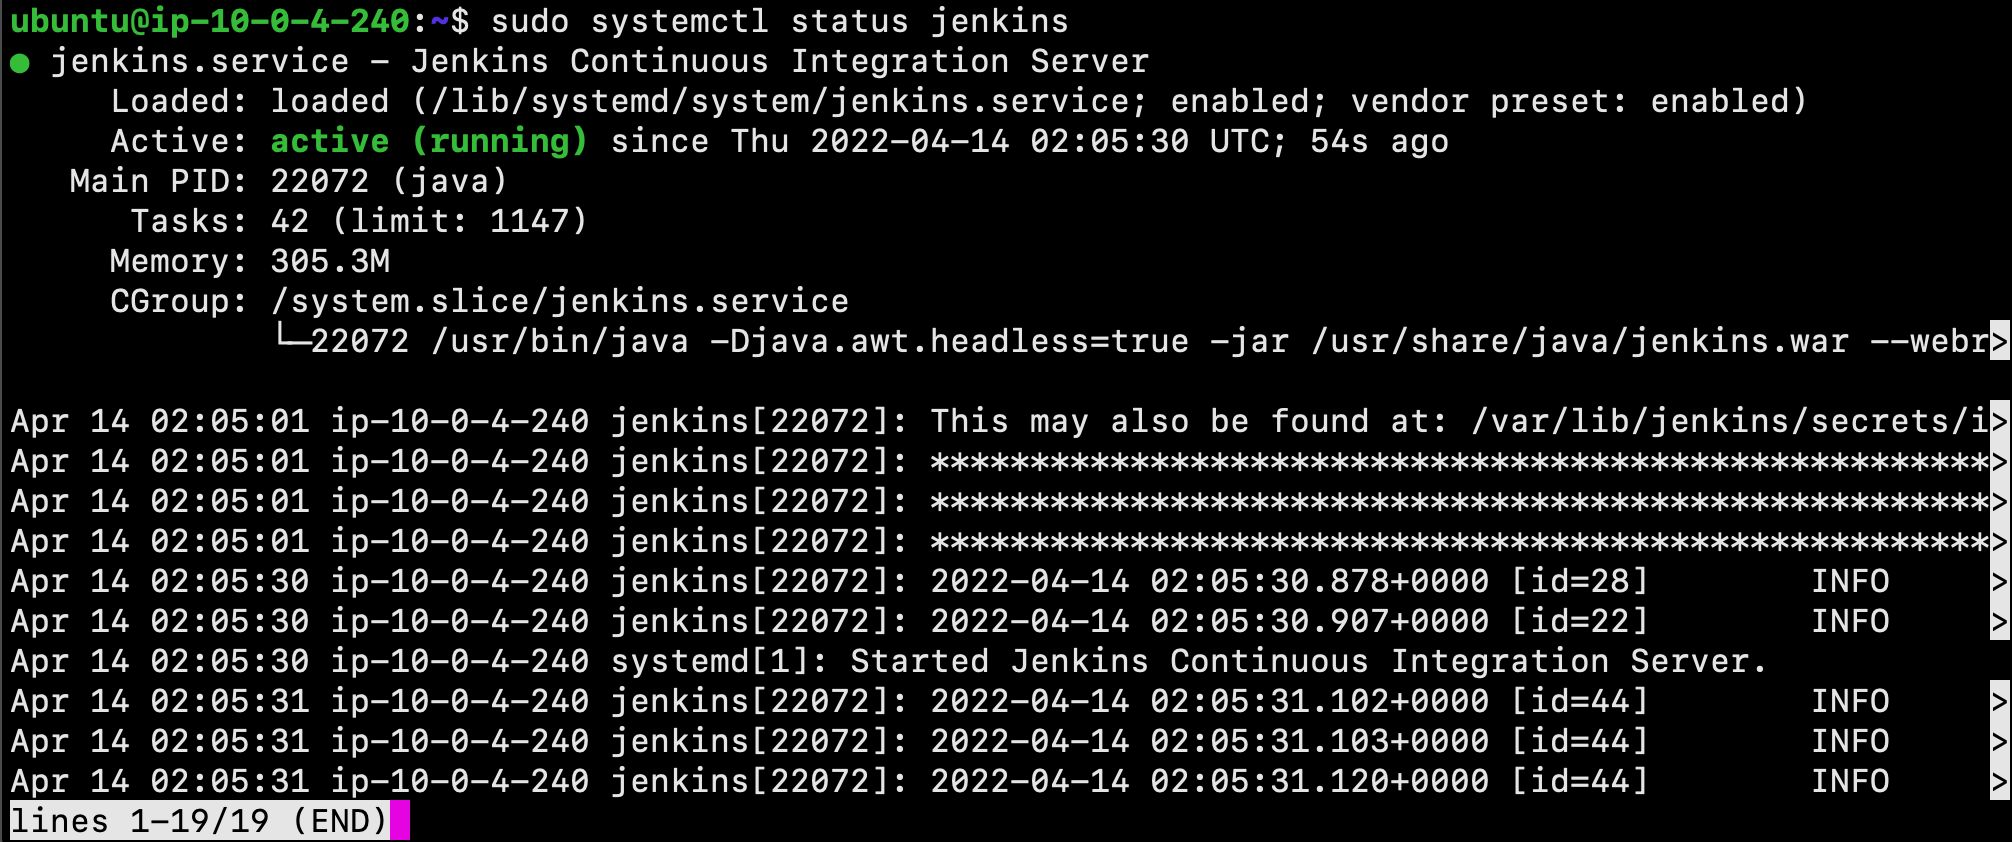 ubuntu@ip-10-0-4-240:~$ sudo systemctl status jenkins
● jenkins.service - Jenkins Continuous Integration Server
     Loaded: loaded (/lib/systemd/system/jenkins.service; enabled; vendor preset: enabled)
     Active: active (running) since Thu 2022-04-14 02:05:30 UTC; 54s ago
   Main PID: 22072 (java)
      Tasks: 42 (limit: 1147)
     Memory: 305.3M
     CGroup: /system.slice/jenkins.service
             └─22072 /usr/bin/java -Djava.awt.headless=true -jar /usr/share/java/jenkins.war --webr>

Apr 14 02:05:01 ip-10-0-4-240 jenkins[22072]: This may also be found at: /var/lib/jenkins/secrets/i>
Apr 14 02:05:01 ip-10-0-4-240 jenkins[22072]: *****************************************************>
Apr 14 02:05:01 ip-10-0-4-240 jenkins[22072]: *****************************************************>
Apr 14 02:05:01 ip-10-0-4-240 jenkins[22072]: *****************************************************>
Apr 14 02:05:30 ip-10-0-4-240 jenkins[22072]: 2022-04-14 02:05:30.878+0000 [id=28]        INFO     >
Apr 14 02:05:30 ip-10-0-4-240 jenkins[22072]: 2022-04-14 02:05:30.907+0000 [id=22]        INFO     >
Apr 14 02:05:30 ip-10-0-4-240 systemd[1]: Started Jenkins Continuous Integration Server.
Apr 14 02:05:31 ip-10-0-4-240 jenkins[22072]: 2022-04-14 02:05:31.102+0000 [id=44]        INFO     >
Apr 14 02:05:31 ip-10-0-4-240 jenkins[22072]: 2022-04-14 02:05:31.103+0000 [id=44]        INFO     >
Apr 14 02:05:31 ip-10-0-4-240 jenkins[22072]: 2022-04-14 02:05:31.120+0000 [id=44]        INFO     >
lines 1-19/19 (END)